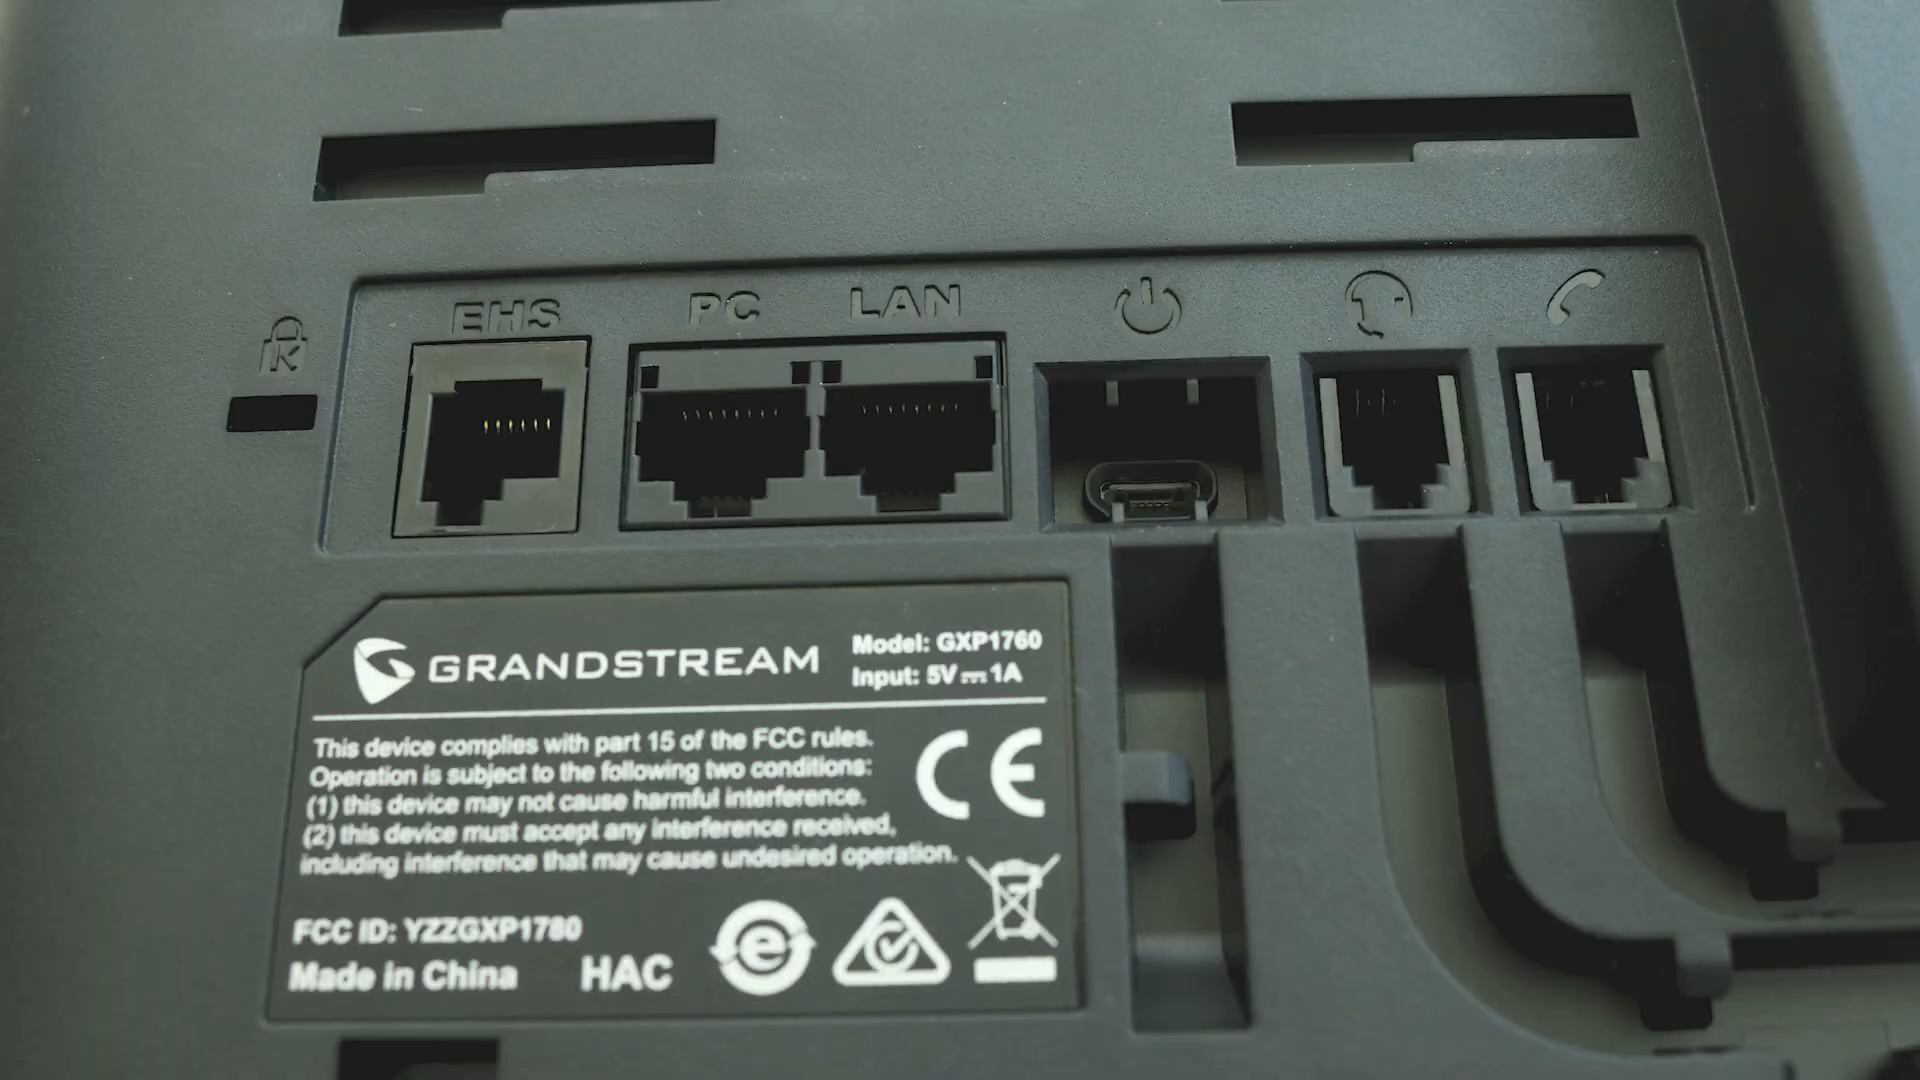 EHS PC LAN
K
GRANDSTREAM
Model: GXP1760
Input: 5V⎓1A
This device complies with part 15 of the FCC rules.
Operation is subject to the following two conditions:
(1) this device may not cause harmful interference.
(2) this device must accept any interference received,
including interference that may cause undesired operation.
CE
FCC ID: YZZGXP1760
Made in China
HAC
e